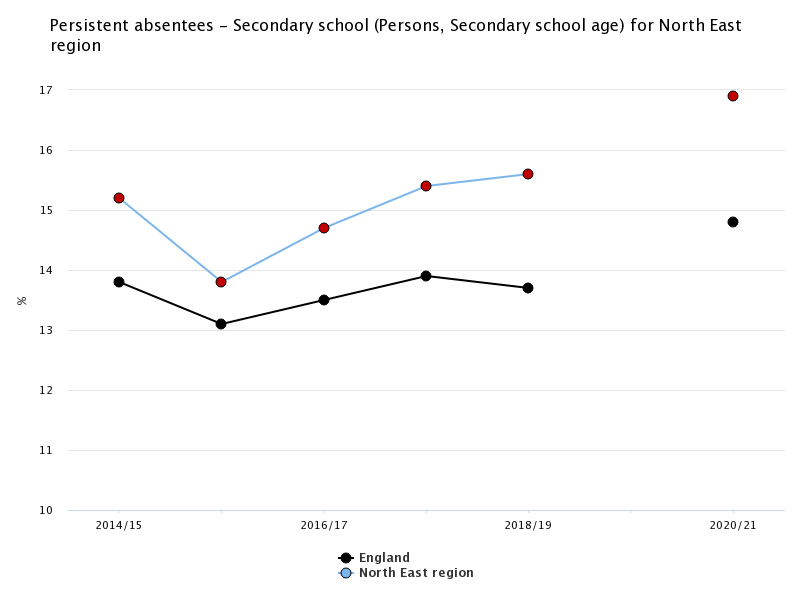 Persistent absentees – Secondary school (Persons, Secondary school age) for North East
region
17
16
15
14
%
13
12
11
10
2014/15 2016/17 2018/19 2020/21
England
North East region